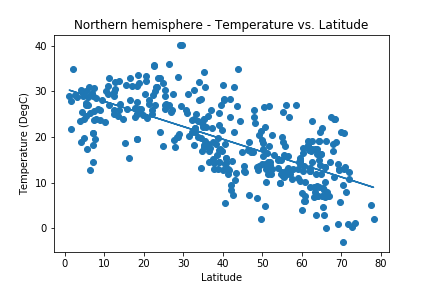 Northern hemisphere - Temperature vs. Latitude
40
30
20
10
0
Temperature (DegC)
0 10 20 30 40 50 60 70 80
Latitude